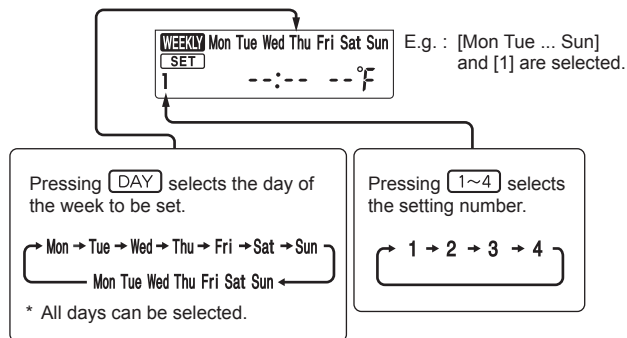 WEEKLY Mon Tue Wed Thu Fri Sat Sun
SET
1 --:-- --°F
E.g. : [Mon Tue ... Sun]
and [1] are selected.
Pressing DAY selects the day of
the week to be set.
Mon → Tue → Wed → Thu → Fri → Sat → Sun
Mon Tue Wed Thu Fri Sat Sun
* All days can be selected.
Pressing 1~4 selects
the setting number.
1 → 2 → 3 → 4